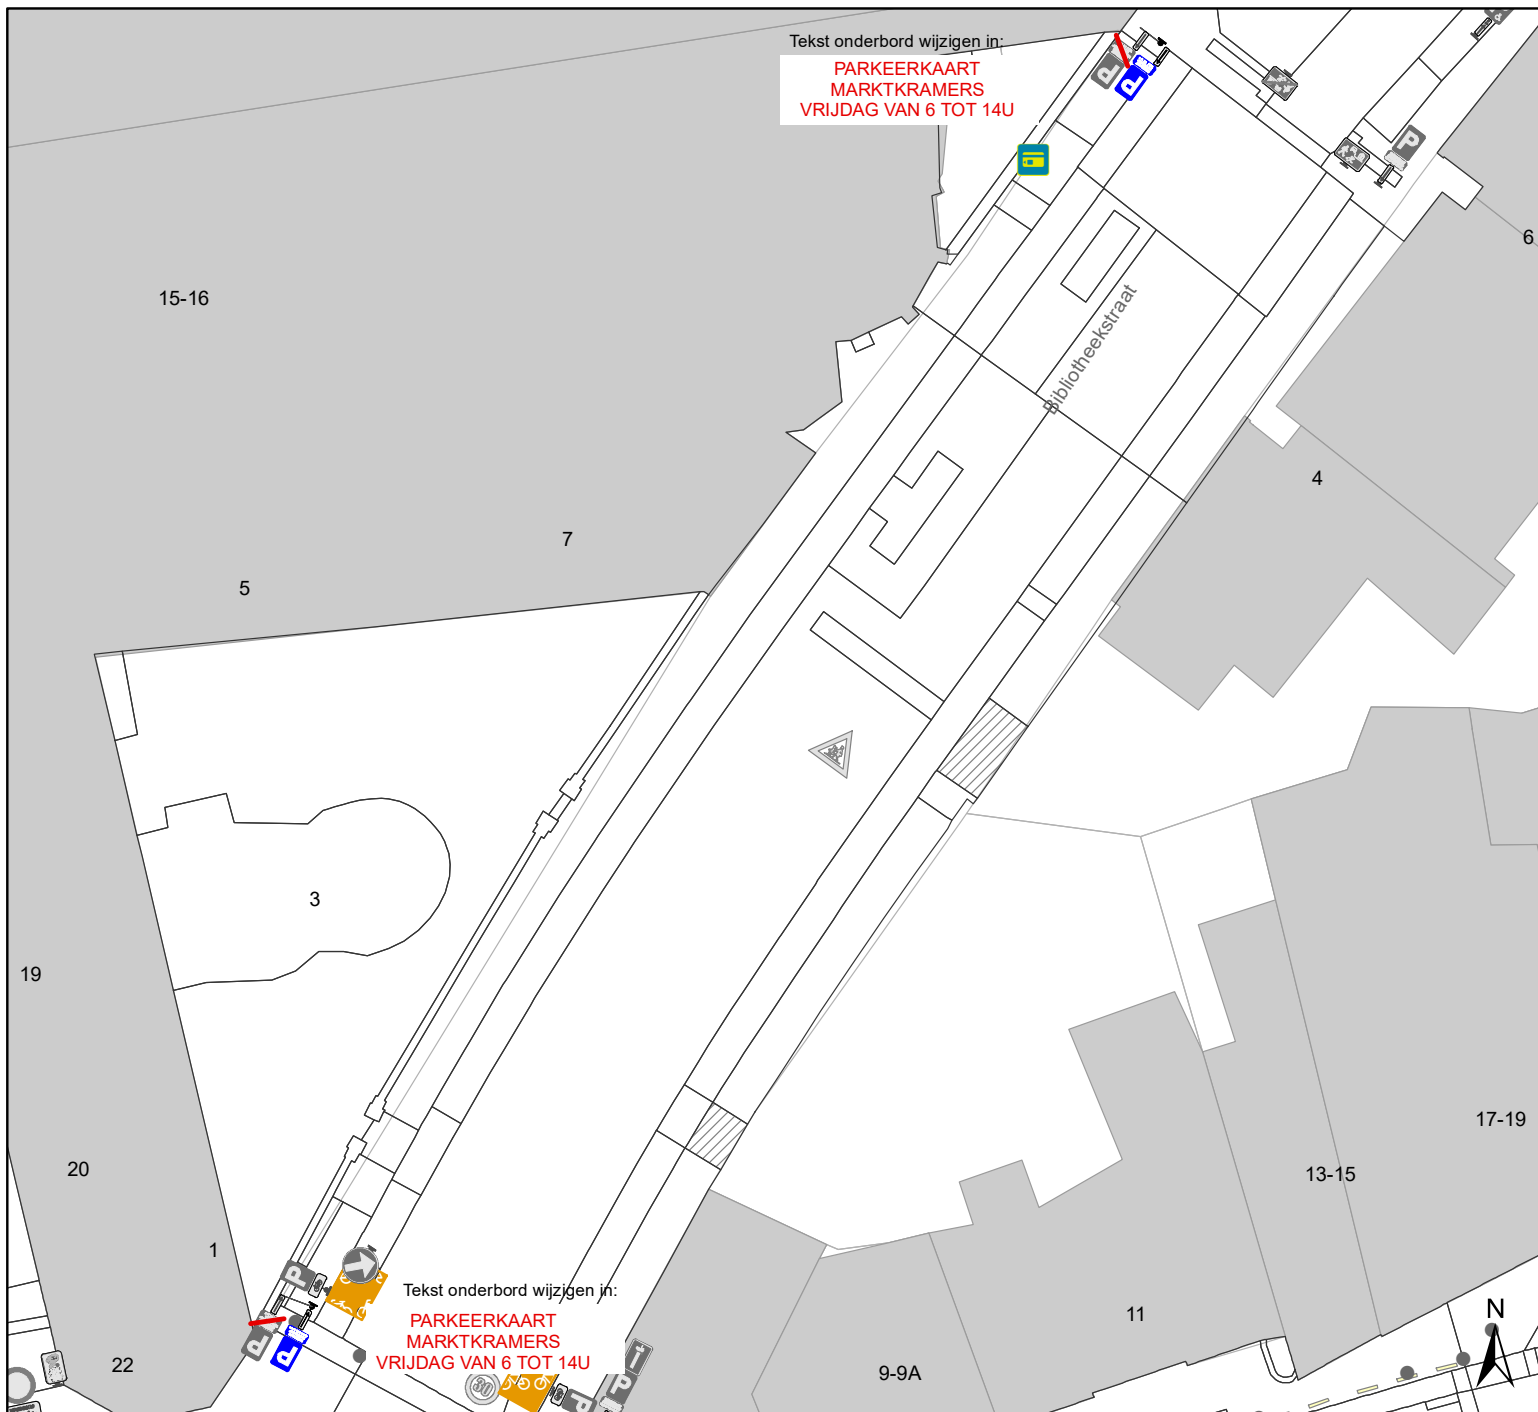 Tekst onderbord wijzigen in:
PARKEERKAART
MARKTKRAMERS
VRIJDAG VAN 6 TOT 14U
P
P
P
6
15-16
Bibliotheekstraat
4
7
5
3
19
17-19
13-15
20
1
P
Tekst onderbord wijzigen in:
PARKEERKAART
MARKTKRAMERS
VRIJDAG VAN 6 TOT 14U
P
P
11
N
22
9-9A
30
P
P